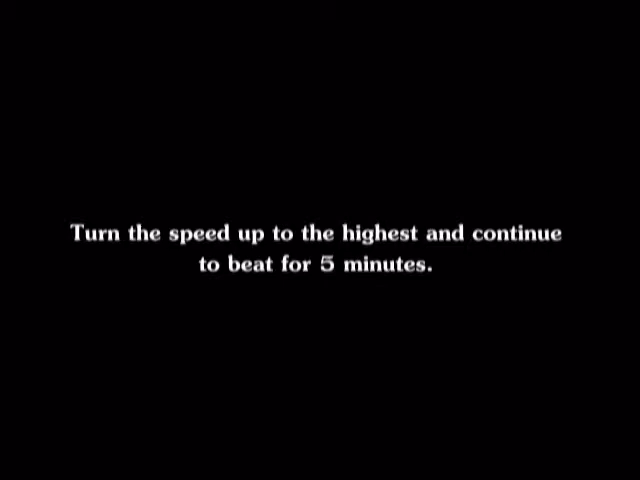 Turn the speed up to the highest and continue
to beat for 5 minutes.